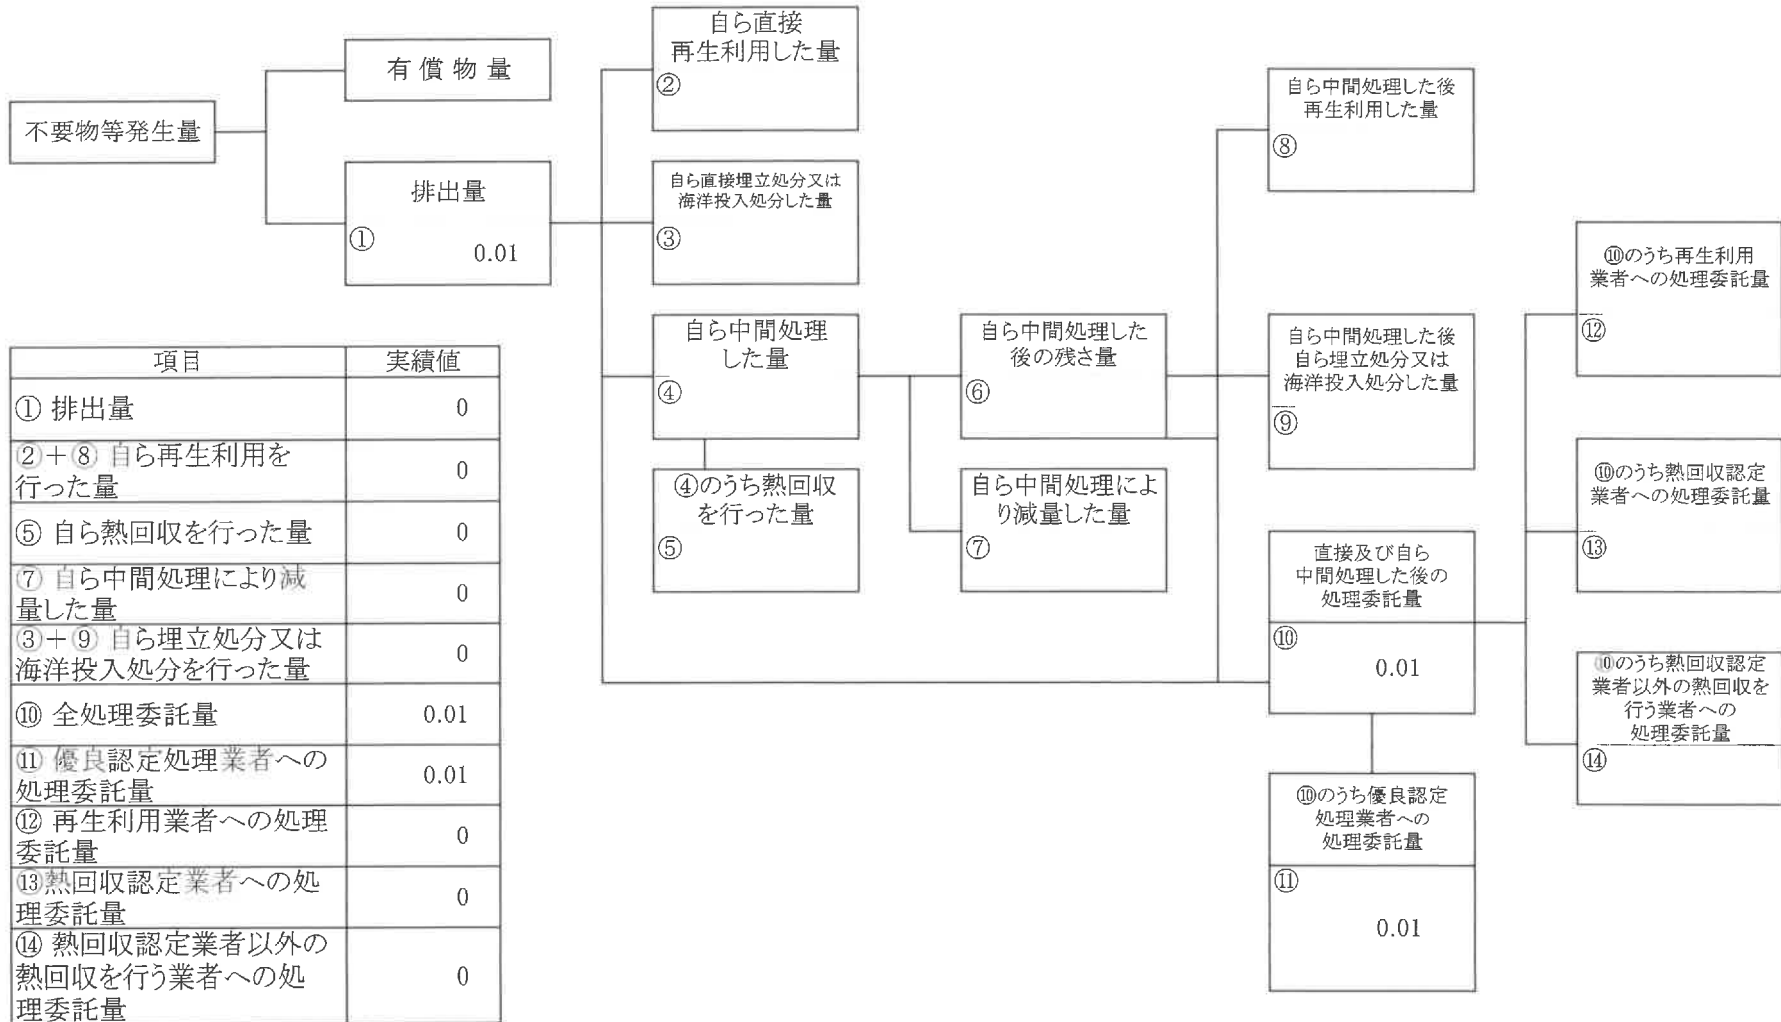 自ら直接
再生利用した量
②
有償物量
不要物等発生量
排出量
①
0.01
自ら直接埋立処分又は
海洋投入処分した量
③
自ら中間処理した後
再生利用した量
⑧
自ら中間処理
した量
④
自ら中間処理した
後の残さ量
⑥
自ら中間処理した後
自ら埋立処分又は
海洋投入処分した量
⑨
⑩のうち再生利用
業者への処理委託量
⑫
④のうち熱回収
を行った量
⑤
自ら中間処理によ
り減量した量
⑦
⑩のうち熱回収認定
業者への処理委託量
⑬
直接及び自ら
中間処理した後の
処理委託量
⑩
0.01
⑩のうち熱回収認定
業者以外の熱回収を
行う業者への
処理委託量
⑭
⑩のうち優良認定
処理業者への
処理委託量
⑪
0.01
項目 実績値
① 排出量 0
②+⑧ 自ら再生利用を
行った量 0
⑤ 自ら熱回収を行った量 0
⑦ 自ら中間処理により減
量した量 0
③+⑨ 自ら埋立処分又は
海洋投入処分を行った量 0
⑩ 全処理委託量 0.01
⑪ 優良認定処理業者への
処理委託量 0.01
⑫ 再生利用業者への処理
委託量 0
⑬熱回収認定業者への処
理委託量 0
⑭ 熱回収認定業者以外の
熱回収を行う業者への処
理委託量 0